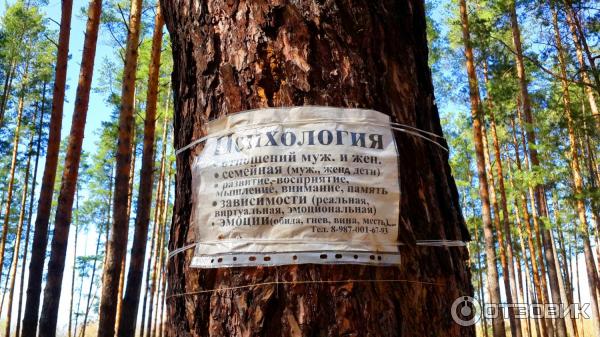 Психология
отношений муж. и жен.
• семейная (муж, жена, дети)
• развитие, восприятие,
мышление, внимание, память
• зависимости (реальная,
виртуальная, эмоциональная)
• эмоции (обида, гнев, вина, месть,)...
Тел. 8-987-001-67-93
ОТЗОВИК